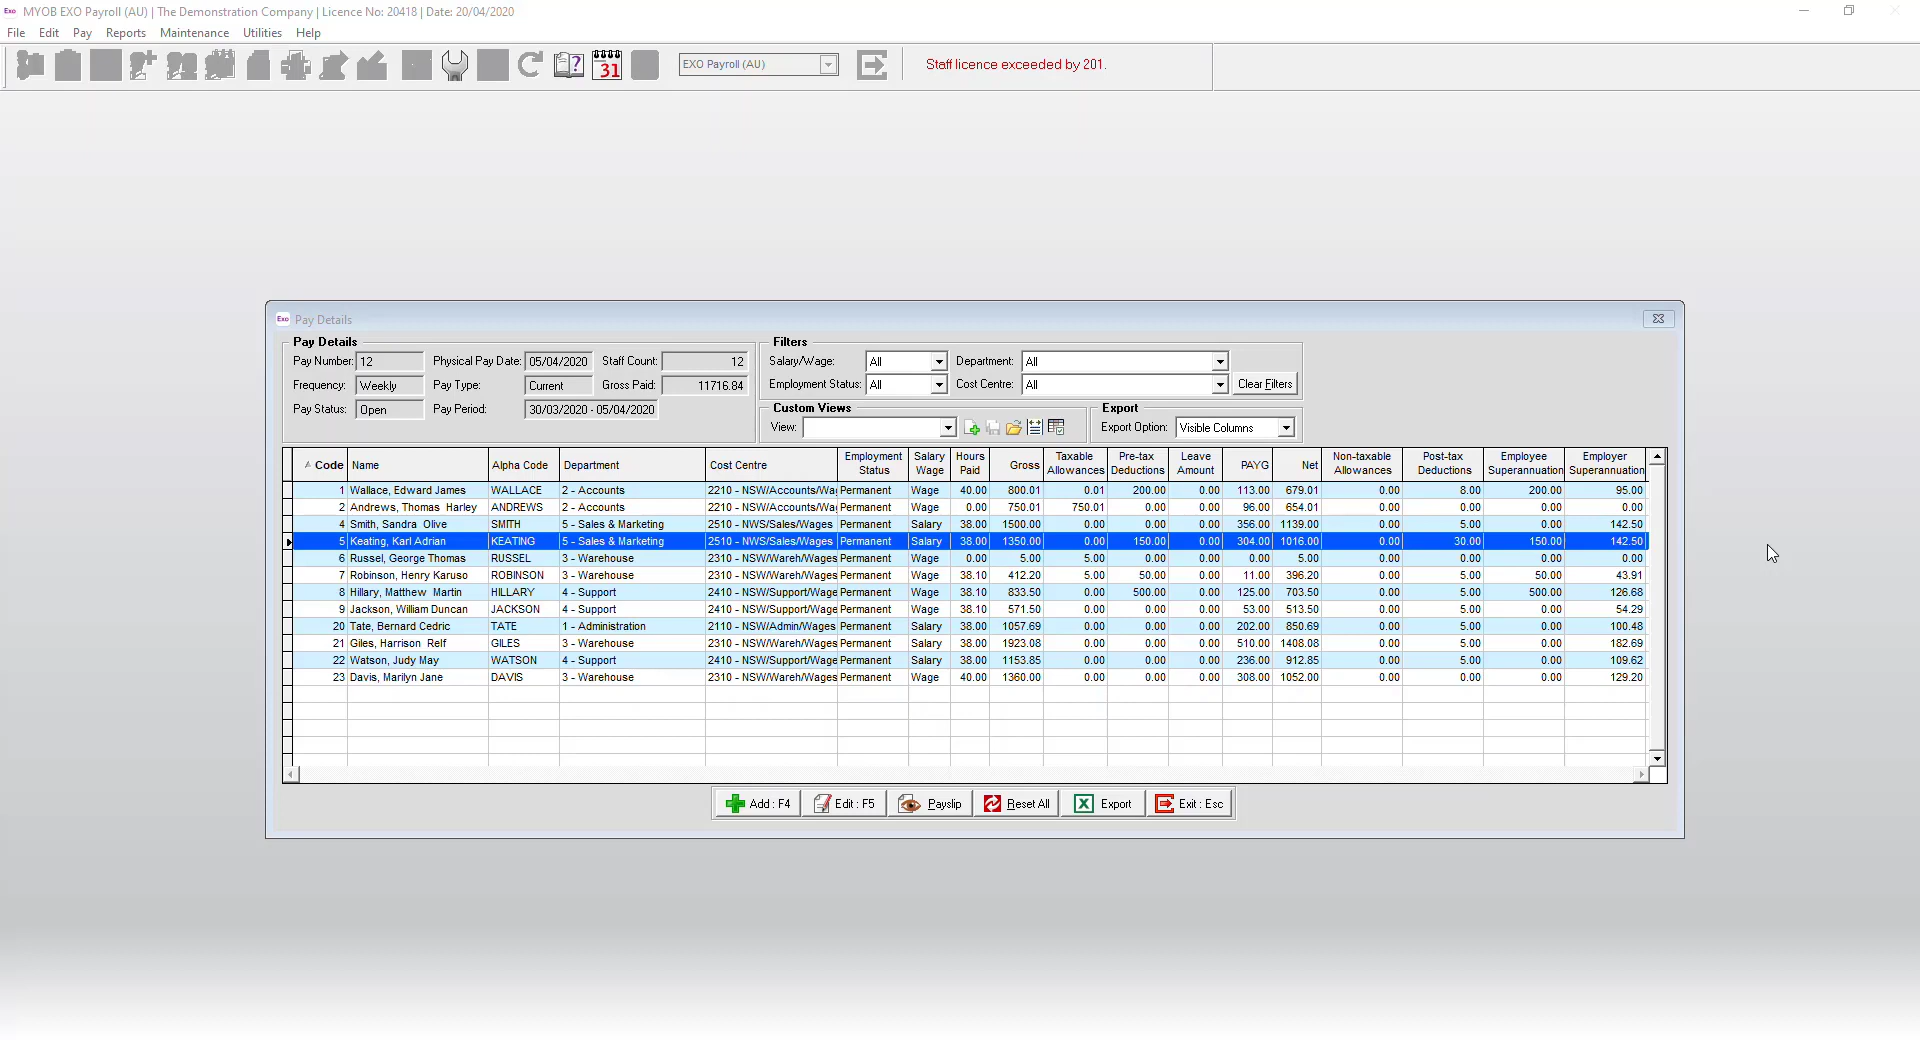 Exo MYOB EXO Payroll (AU) | The Demonstration Company | Licence No: 20418 | Date: 20/04/2020
File Edit Pay Reports Maintenance Utilities Help
31 EXO Payroll (AU) Staff licence exceeded by 201.
Exo Pay Details
Pay Details
Pay Number: 12 Physical Pay Date: 05/04/2020 Staff Count: 12
Frequency: Weekly Pay Type: Current Gross Paid: 11716.84
Pay Status: Open Pay Period: 30/03/2020 - 05/04/2020
Filters
Salary/Wage: All Department: All
Employment Status: All Cost Centre: All Clear Filters
Custom Views
View:
Export
Export Option: Visible Columns
Code Name Alpha Code Department Cost Centre Employment Status Salary Wage Hours Paid Gross Taxable Allowances Pre-tax Deductions Leave Amount PAYG Net Non-taxable Allowances Post-tax Deductions Employee Superannuation Employer Superannuation
1 Wallace, Edward James WALLACE 2 - Accounts 2210 - NSW/Accounts/Wa Permanent Wage 40.00 800.01 0.01 200.00 0.00 113.00 679.01 0.00 8.00 200.00 95.00
2 Andrews, Thomas Harley ANDREWS 2 - Accounts 2210 - NSW/Accounts/Wa Permanent Wage 0.00 750.01 750.01 0.00 0.00 96.00 654.01 0.00 0.00 0.00 0.00
4 Smith, Sandra Olive SMITH 5 - Sales & Marketing 2510 - NWS/Sales/Wages Permanent Salary 38.00 1500.00 0.00 0.00 0.00 356.00 1139.00 0.00 5.00 0.00 142.50
5 Keating, Karl Adrian KEATING 5 - Sales & Marketing 2510 - NWS/Sales/Wages Permanent Salary 38.00 1350.00 0.00 150.00 0.00 304.00 1016.00 0.00 30.00 150.00 142.50
6 Russel, George Thomas RUSSEL 3 - Warehouse 2310 - NSW/Wareh/Wages Permanent Wage 0.00 5.00 5.00 0.00 0.00 0.00 5.00 0.00 0.00 0.00 0.00
7 Robinson, Henry Karuso ROBINSON 3 - Warehouse 2310 - NSW/Wareh/Wages Permanent Wage 38.10 412.20 5.00 50.00 0.00 11.00 396.20 0.00 5.00 50.00 43.91
8 Hillary, Matthew Martin HILLARY 4 - Support 2410 - NSW/Support/Wage Permanent Wage 38.10 833.50 0.00 500.00 0.00 125.00 703.50 0.00 5.00 500.00 126.68
9 Jackson, William Duncan JACKSON 4 - Support 2410 - NSW/Support/Wage Permanent Wage 38.10 571.50 0.00 0.00 0.00 53.00 513.50 0.00 5.00 0.00 54.29
20 Tate, Bernard Cedric TATE 1 - Administration 2110 - NSW/Admin/Wages Permanent Salary 38.00 1057.69 0.00 0.00 0.00 202.00 850.69 0.00 5.00 0.00 100.48
21 Giles, Harrison Relf GILES 3 - Warehouse 2310 - NSW/Wareh/Wages Permanent Salary 38.00 1923.08 0.00 0.00 0.00 510.00 1408.08 0.00 5.00 0.00 182.69
22 Watson, Judy May WATSON 4 - Support 2410 - NSW/Support/Wage Permanent Salary 38.00 1153.85 0.00 0.00 0.00 236.00 912.85 0.00 5.00 0.00 109.62
23 Davis, Marilyn Jane DAVIS 3 - Warehouse 2310 - NSW/Wareh/Wages Permanent Wage 40.00 1360.00 0.00 0.00 0.00 308.00 1052.00 0.00 0.00 0.00 129.20
Add : F4 Edit : F5 Payslip Reset All Export Exit : Esc